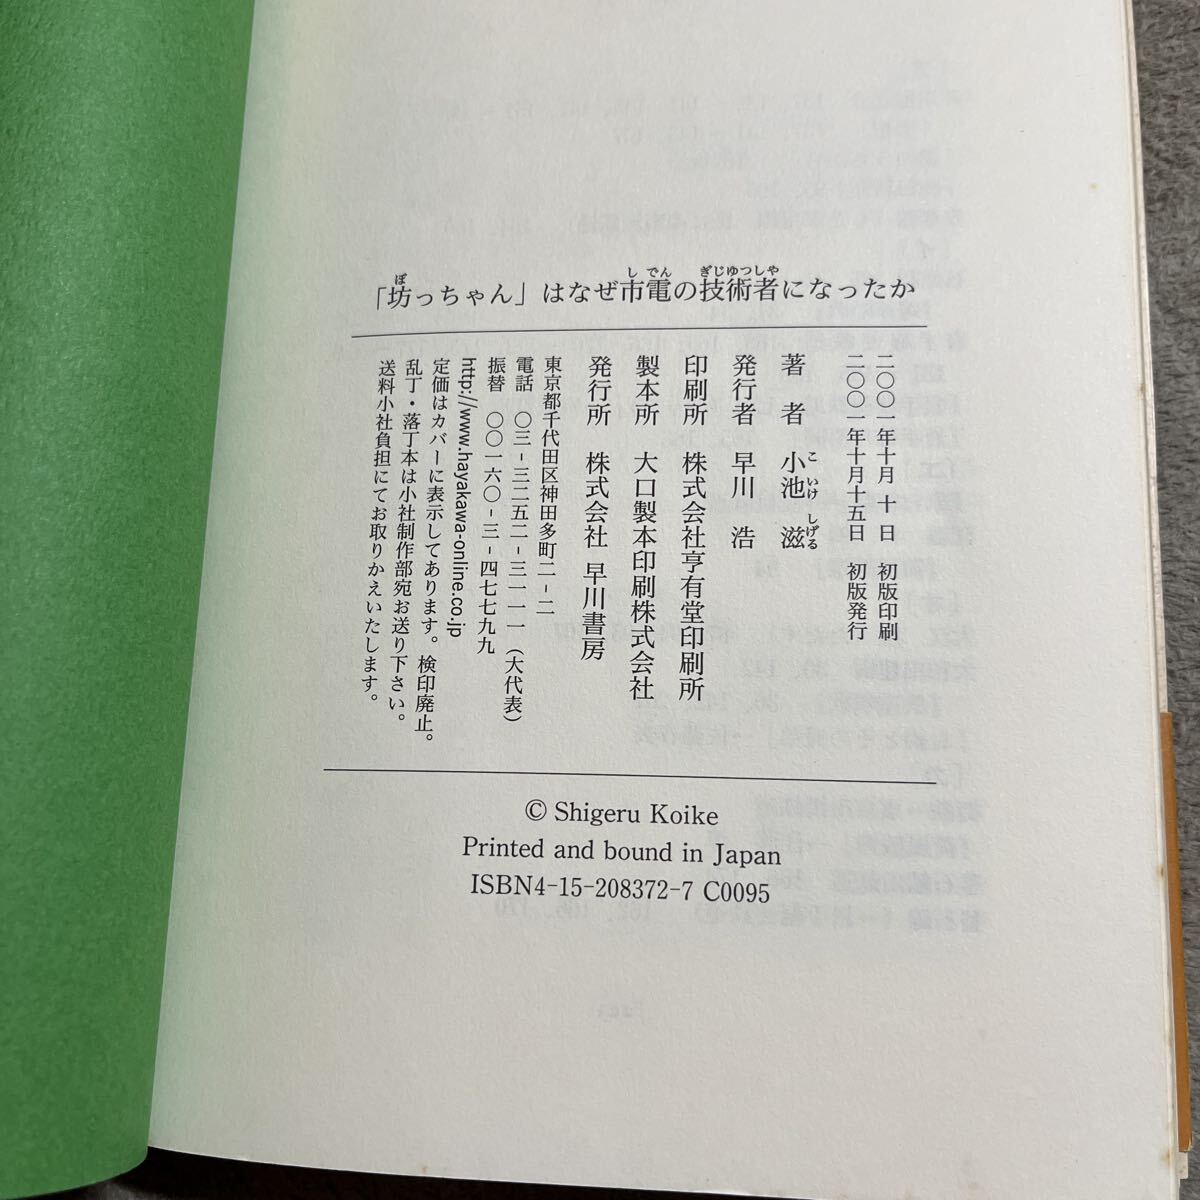 「坊っちゃん」はなぜ市電の技術者になったか
二〇〇一年十月 十 日 初版印刷
二〇〇一年十月十五日 初版発行
著 者 小池 滋
発行者 早川 浩
印刷所 株式会社亨有堂印刷所
製本所 大口製本印刷株式会社
発行所 株式会社 早川書房
東京都千代田区神田多町二-二
電話 〇三-三二五二-三一一一(大代表)
振替 〇〇一六〇-三-四七七九九
http://www.hayakawa-online.co.jp
定価はカバーに表示してあります。検印廃止。
乱丁・落丁本は小社制作部宛お送り下さい。
送料小社負担にてお取りかえいたします。
© Shigeru Koike
Printed and bound in Japan
ISBN4-15-208372-7 C0095